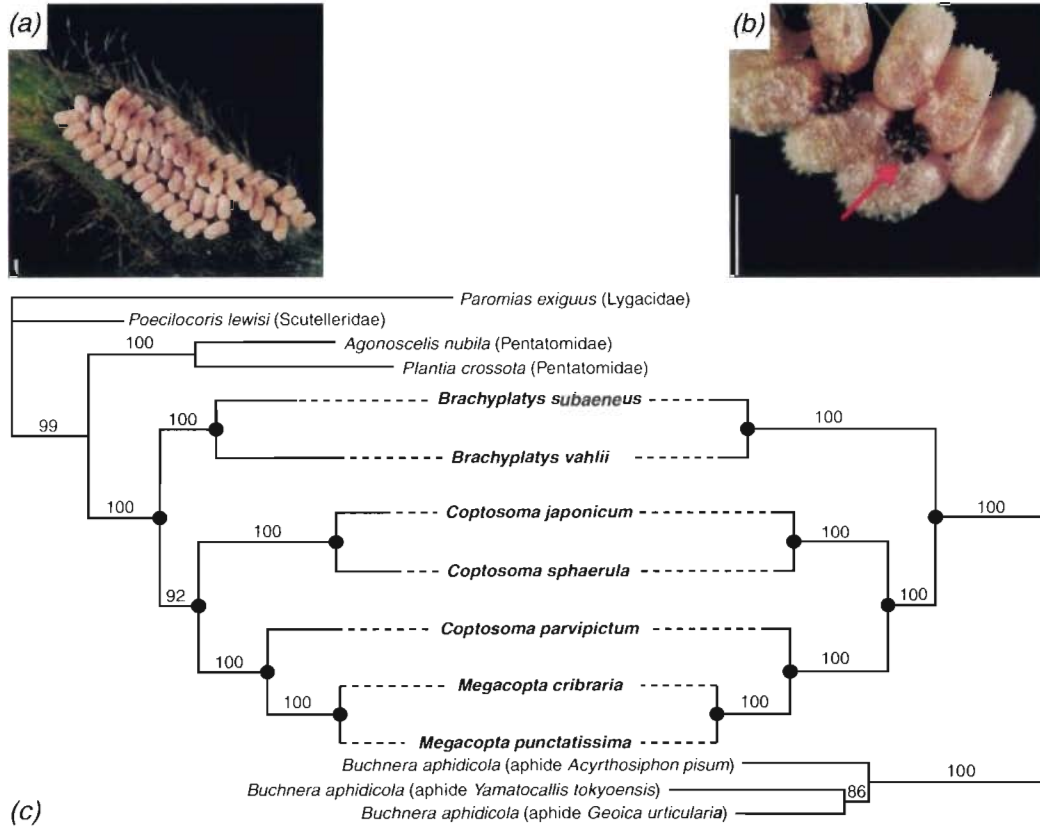 (a)
(b)
Paromias exiguus (Lygacidae)
Poecilocoris lewisi (Scutelleridae)
100
Agonoscelis nubila (Pentatomidae)
Plantia crossota (Pentatomidae)
99
Brachyplatys subaeneus
100
100
Brachyplatys vahlii
100
Coptosoma japonicum
100
100
100
Coptosoma sphaerula
92
100
Coptosoma parvipictum
100
100
Megacopta cribraria
100
100
Megacopta punctatissima
Buchnera aphidicola (aphide Acyrthosiphon pisum)
100
Buchnera aphidicola (aphide Yamatocallis tokyoensis)
86
Buchnera aphidicola (aphide Geoica urticularia)
(c)